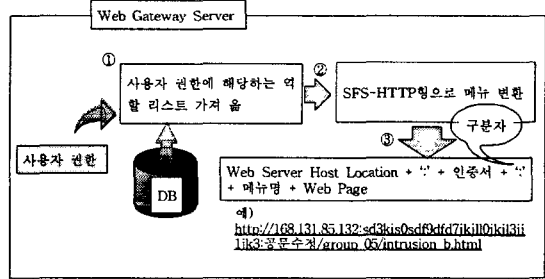 Web Gateway Server
①
사용자 권한에 해당하는 역
할 리스트 가져 옴
②
SFS-HTTP형으로 메뉴 변환
구분자
③
사용자 권한
DB
Web Server Host Location + ':' + 인증서 + ':'
+ 메뉴명 + Web Page
예)
http://168.131.85.132:sd3kis0sdf9dfd7jkjll0jkjl3jj
1jk3:공문수정/group_05/intrusion_b.html